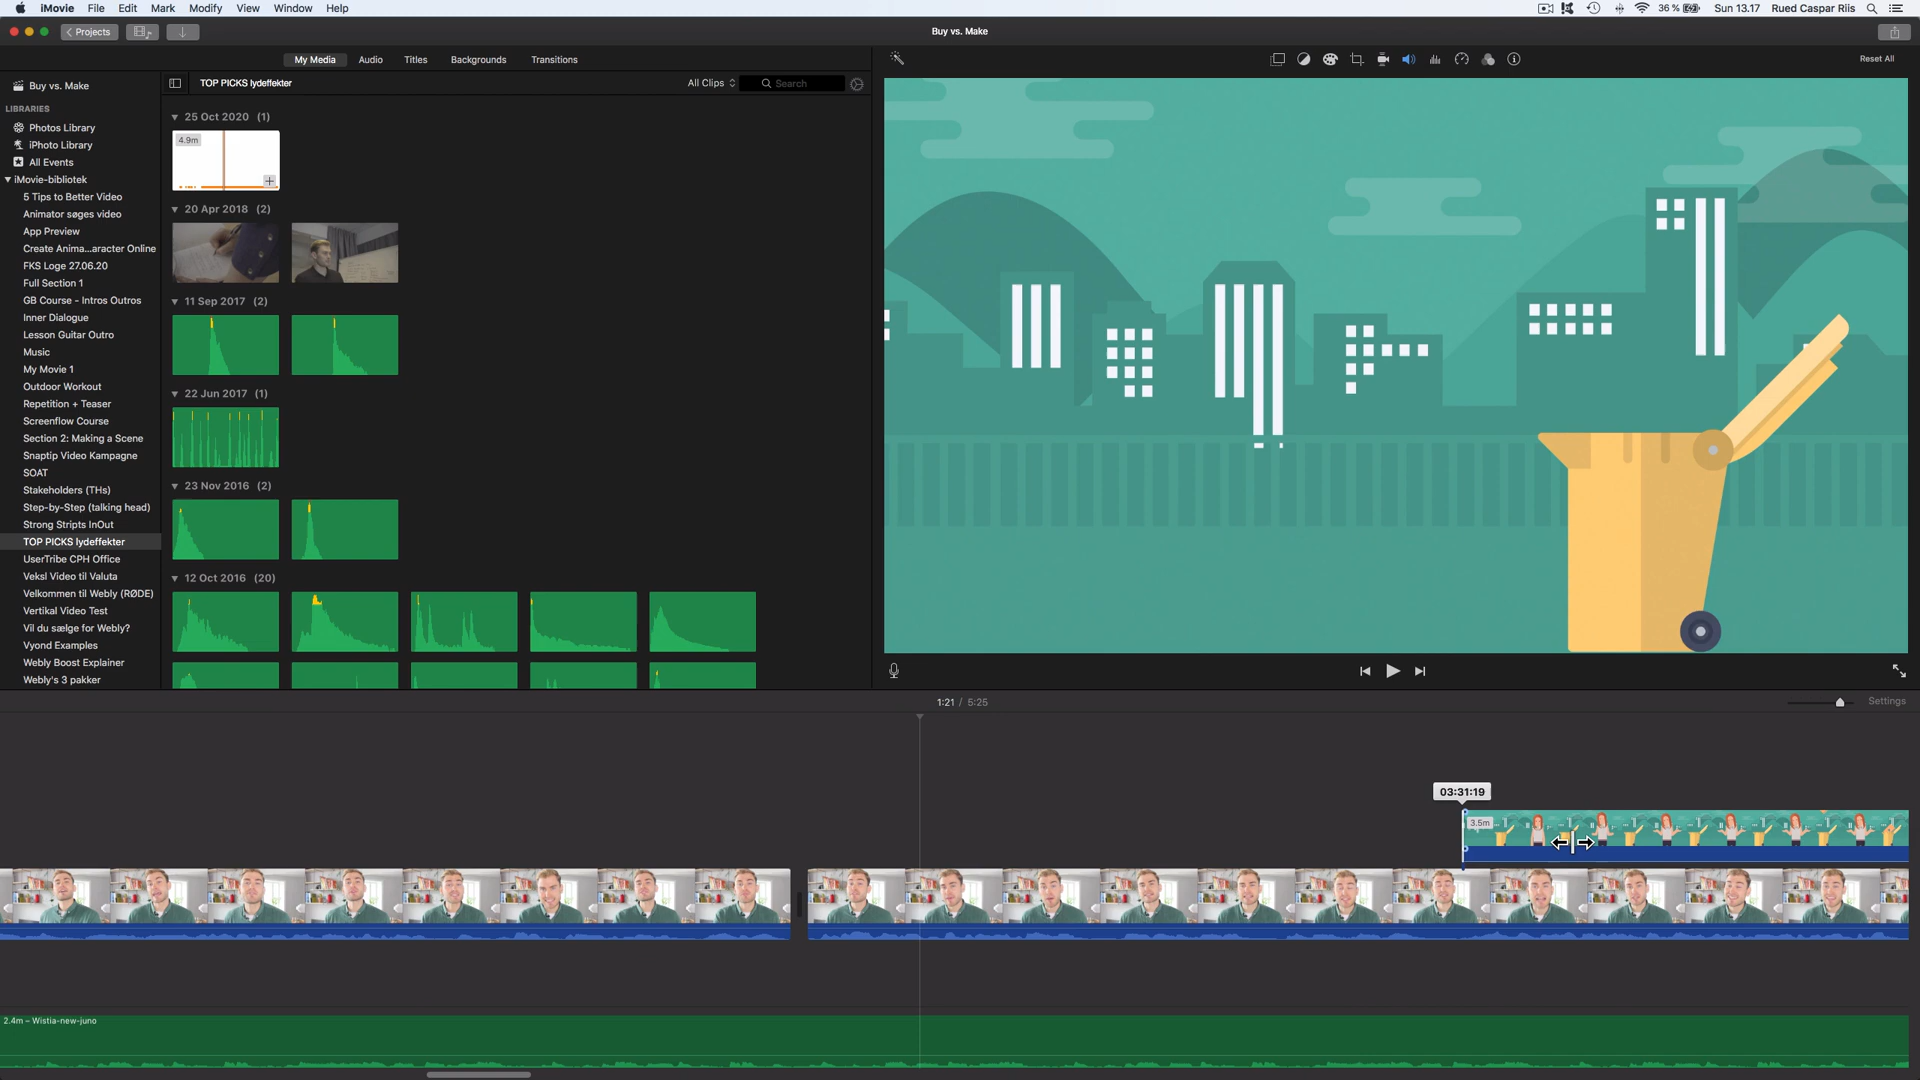 iMovie File Edit Mark Modify View Window Help
36 % Sun 13.17 Rued Caspar Riis
Projects
Buy vs. Make
My Media Audio Titles Backgrounds Transitions
Reset All
Buy vs. Make
LIBRARIES
Photos Library
iPhoto Library
All Events
iMovie-bibliotek
5 Tips to Better Video
Animator søges video
App Preview
Create Anima...aracter Online
FKS Loge 27.06.20
Full Section 1
GB Course - Intros Outros
Inner Dialogue
Lesson Guitar Outro
Music
My Movie 1
Outdoor Workout
Repetition + Teaser
Screenflow Course
Section 2: Making a Scene
Snaptip Video Kampagne
SOAT
Stakeholders (THs)
Step-by-Step (talking head)
Strong Stripts InOut
TOP PICKS lydeffekter
UserTribe CPH Office
Veksl Video til Valuta
Velkommen til Webly (RØDE)
Vertikal Video Test
Vil du sælge for Webly?
Vyond Examples
Webly Boost Explainer
Webly's 3 pakker
TOP PICKS lydeffekter
All Clips
Search
25 Oct 2020 (1)
4.9m
20 Apr 2018 (2)
11 Sep 2017 (2)
22 Jun 2017 (1)
23 Nov 2016 (2)
12 Oct 2016 (20)
1:21 / 5:25
Settings
03:31:19
3.5m
2.4m – Wistia-new-juno